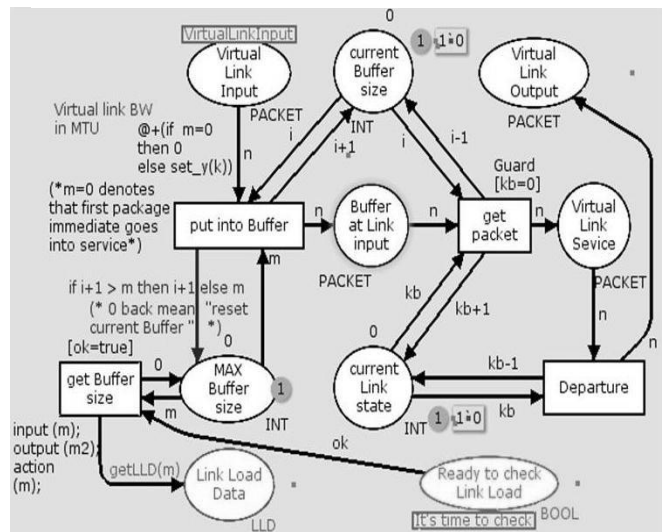 VirtualLinkInput
Virtual
Link
Input
PACKET
n
0
current
Buffer
size
1
1`0
INT
Virtual
Link
Output
PACKET
Virtual link BW
in MTU
@+(if m=0
then 0
else set_y(k))
(*m=0 denotes
that first package
immediate goes
into service*)
i
i+1
i
i-1
Guard
[kb=0]
put into Buffer
n
Buffer
at Link
input
PACKET
n
get
packet
n
Virtual
Link
Sevice
PACKET
n
n
m
if i+1 > m then i+1 else m
(* 0 back mean "reset
current Buffer " *)
[ok=true]
kb
kb+1
0
get Buffer
size
0
m
0
MAX
Buffer
size
1
INT
current
Link
state
0
1
1`0
INT
kb-1
kb
Departure
input (m);
output (m2);
action
(m);
getLLD(m)
Link Load
Data
LLD
ok
Ready to check
Link Load
BOOL
It's time to check